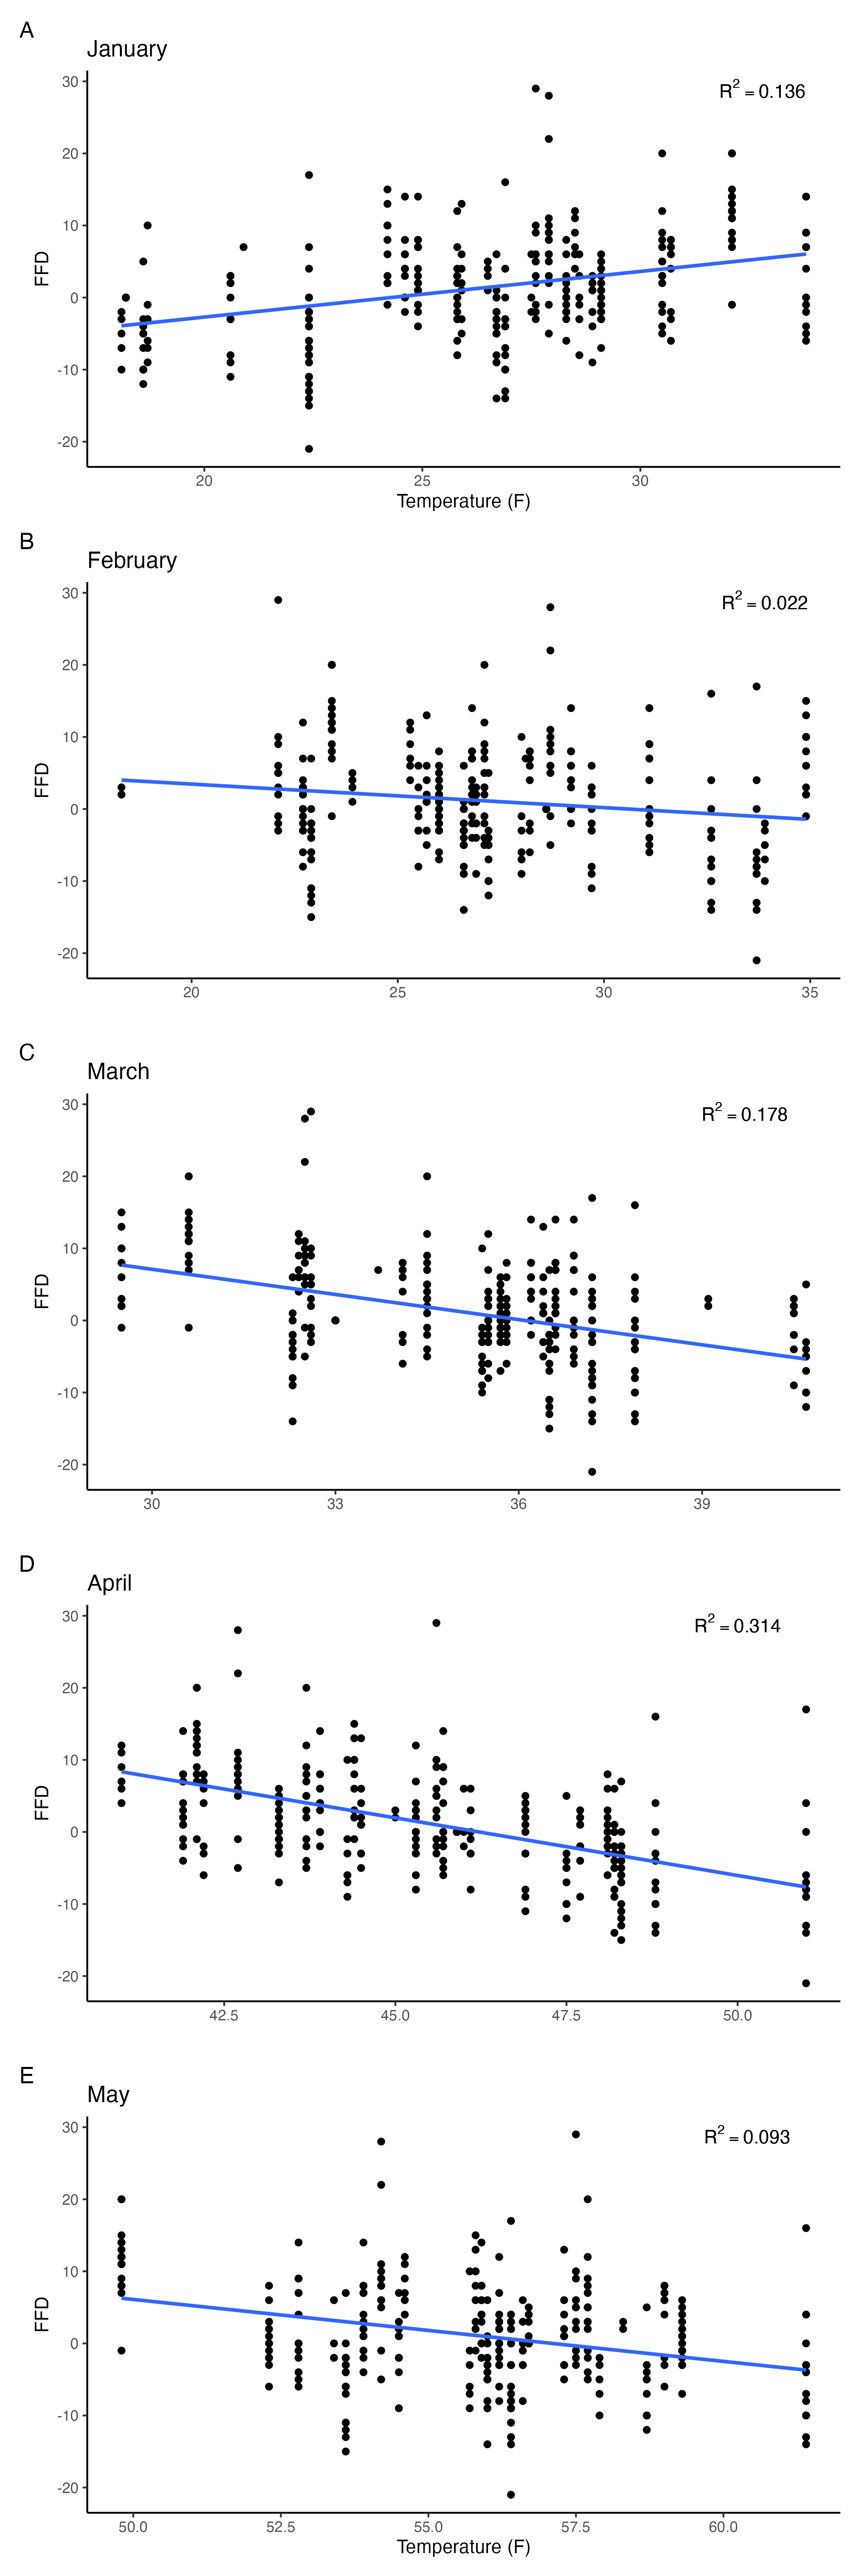 A
January
R² = 0.136
30
20
10
0
-10
-20
FFD
20 25 30
Temperature (F)
B
February
R² = 0.022
30
20
10
0
-10
-20
FFD
20 25 30 35
C
March
R² = 0.178
30
20
10
0
-10
-20
FFD
30 33 36 39
D
April
R² = 0.314
30
20
10
0
-10
-20
FFD
42.5 45.0 47.5 50.0
E
May
R² = 0.093
30
20
10
0
-10
-20
FFD
50.0 52.5 55.0 57.5 60.0
Temperature (F)